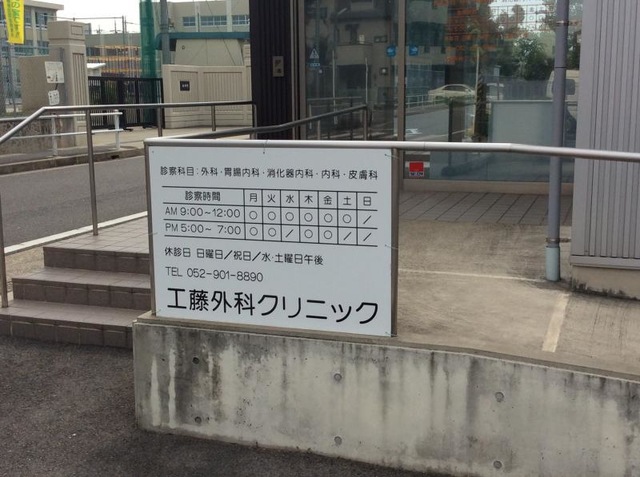 診察科目：外科・胃腸内科・消化器内科・内科・皮膚科
診察時間 月 火 水 木 金 土 日
AM 9:00~12:00 ○ ○ ○ ○ ○ ○ /
PM 5:00~ 7:00 ○ ○ / ○ ○ / /
休診日 日曜日/祝日/水・土曜日午後
TEL 052-901-8890
工藤外科クリニック